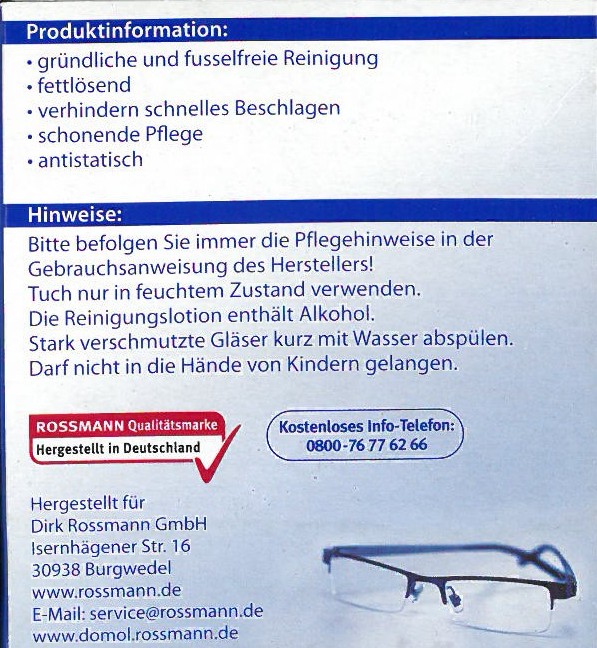 Produktinformation:
• gründliche und fusselfreie Reinigung
• fettlösend
• verhindern schnelles Beschlagen
• schonende Pflege
• antistatisch
Hinweise:
Bitte befolgen Sie immer die Pflegehinweise in der
Gebrauchsanweisung des Herstellers!
Tuch nur in feuchtem Zustand verwenden.
Die Reinigungslotion enthält Alkohol.
Stark verschmutzte Gläser kurz mit Wasser abspülen.
Darf nicht in die Hände von Kindern gelangen.
ROSSMANN Qualitätsmarke
Hergestellt in Deutschland
Kostenloses Info-Telefon:
0800-76 77 62 66
Hergestellt für
Dirk Rossmann GmbH
Isernhägener Str. 16
30938 Burgwedel
www.rossmann.de
E-Mail: service@rossmann.de
www.domol.rossmann.de